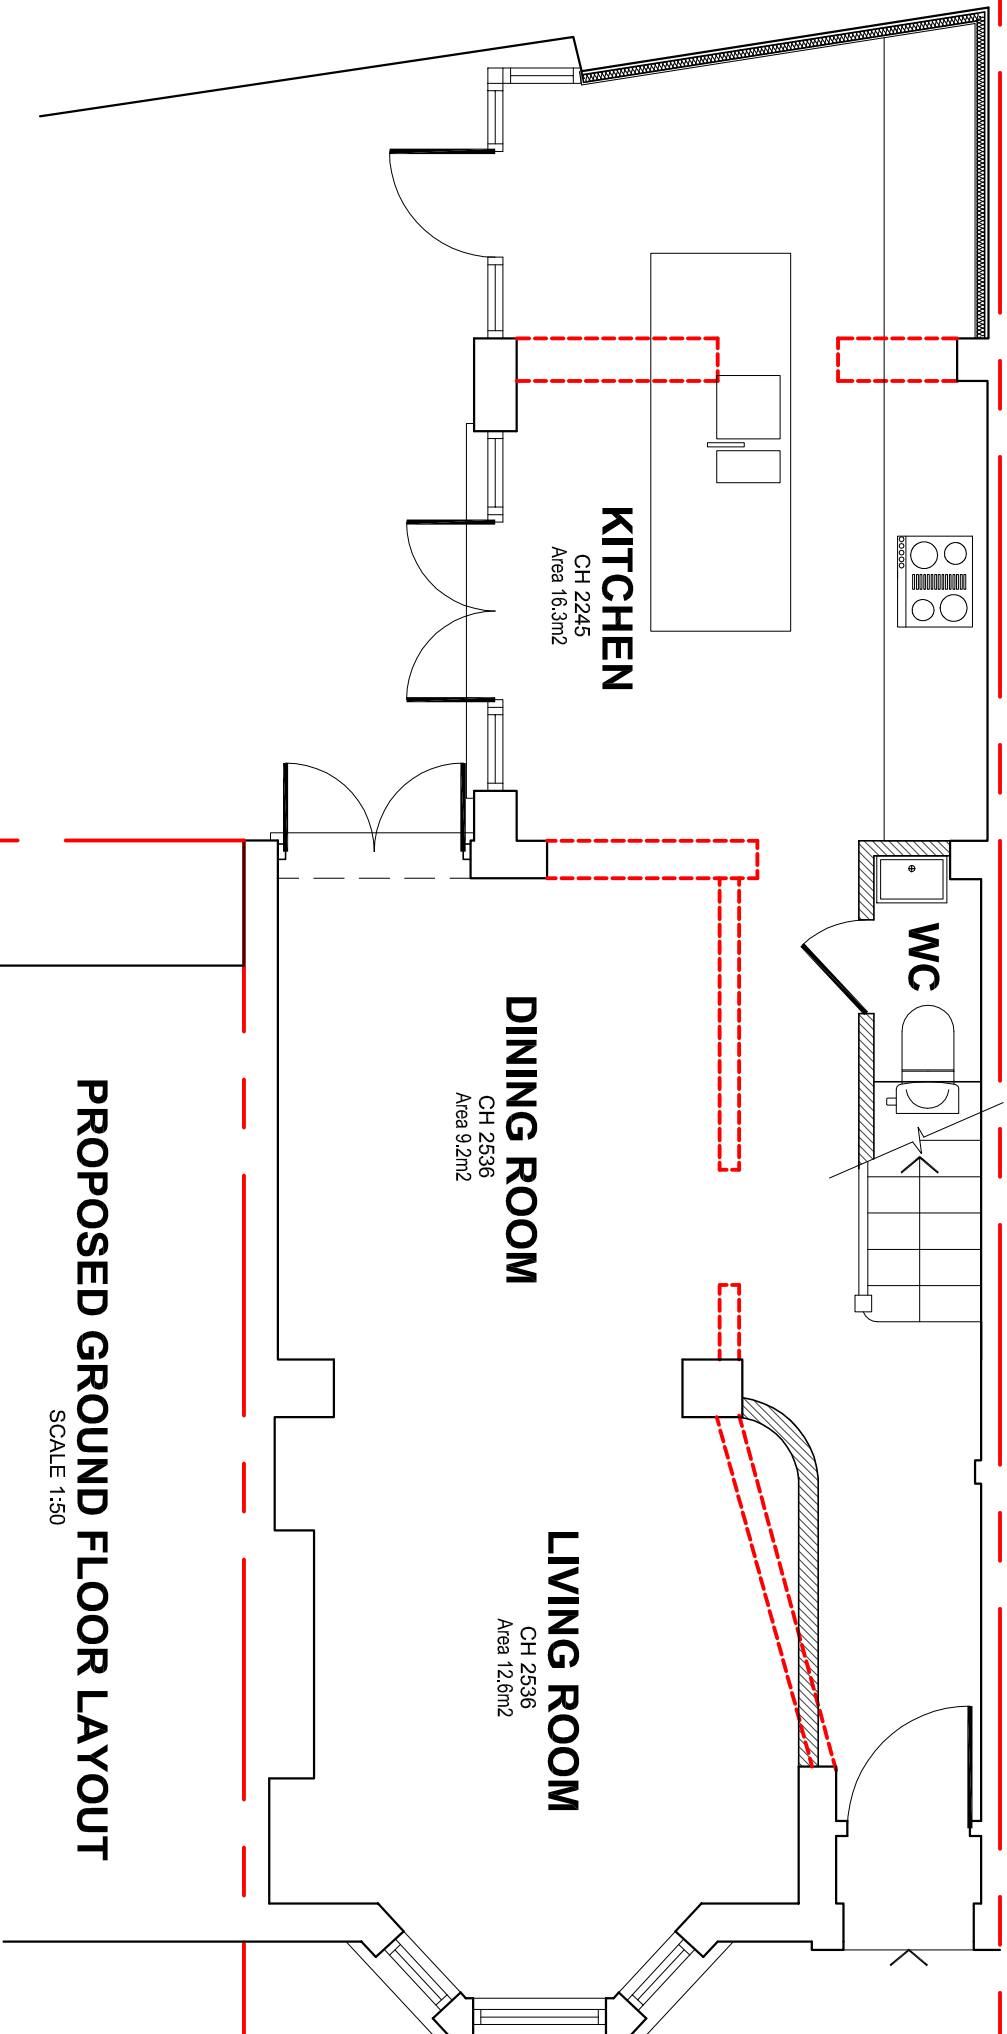 KITCHEN
CH 2245
Area 16.3m2
WC
DINING ROOM
CH 2536
Area 9.2m2
LIVING ROOM
CH 2536
Area 12.6m2
PROPOSED GROUND FLOOR LAYOUT
SCALE 1:50